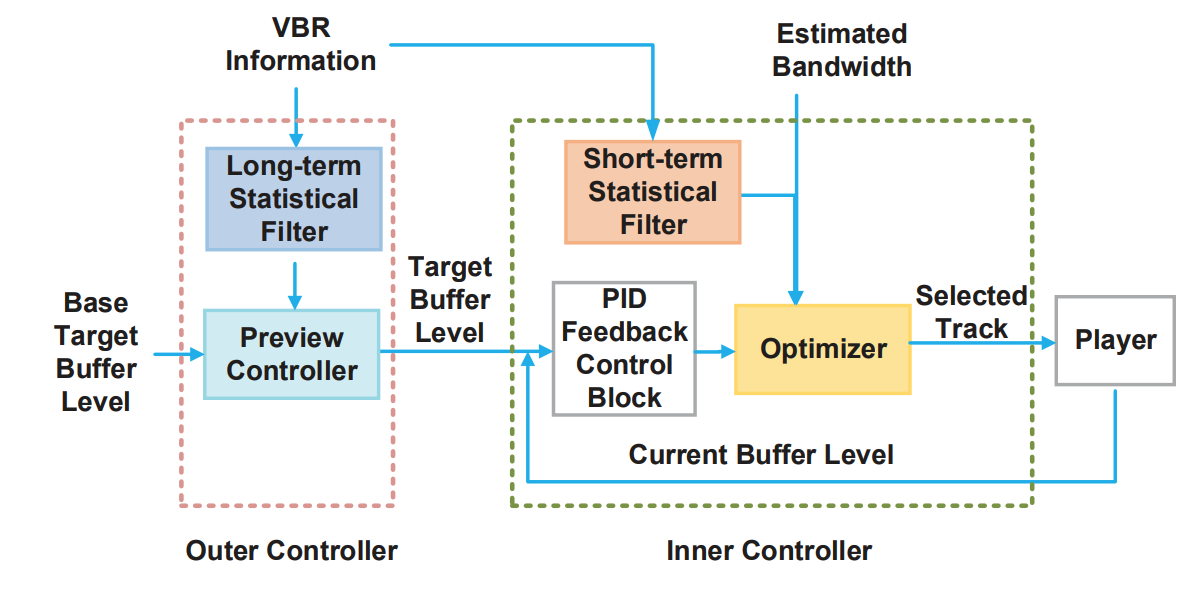 VBR
Information
Estimated
Bandwidth
Long-term
Statistical
Filter
Short-term
Statistical
Filter
Base
Target
Buffer
Level
Preview
Controller
Target
Buffer
Level
PID
Feedback
Control
Block
Optimizer
Selected
Track
Player
Current Buffer Level
Outer Controller
Inner Controller